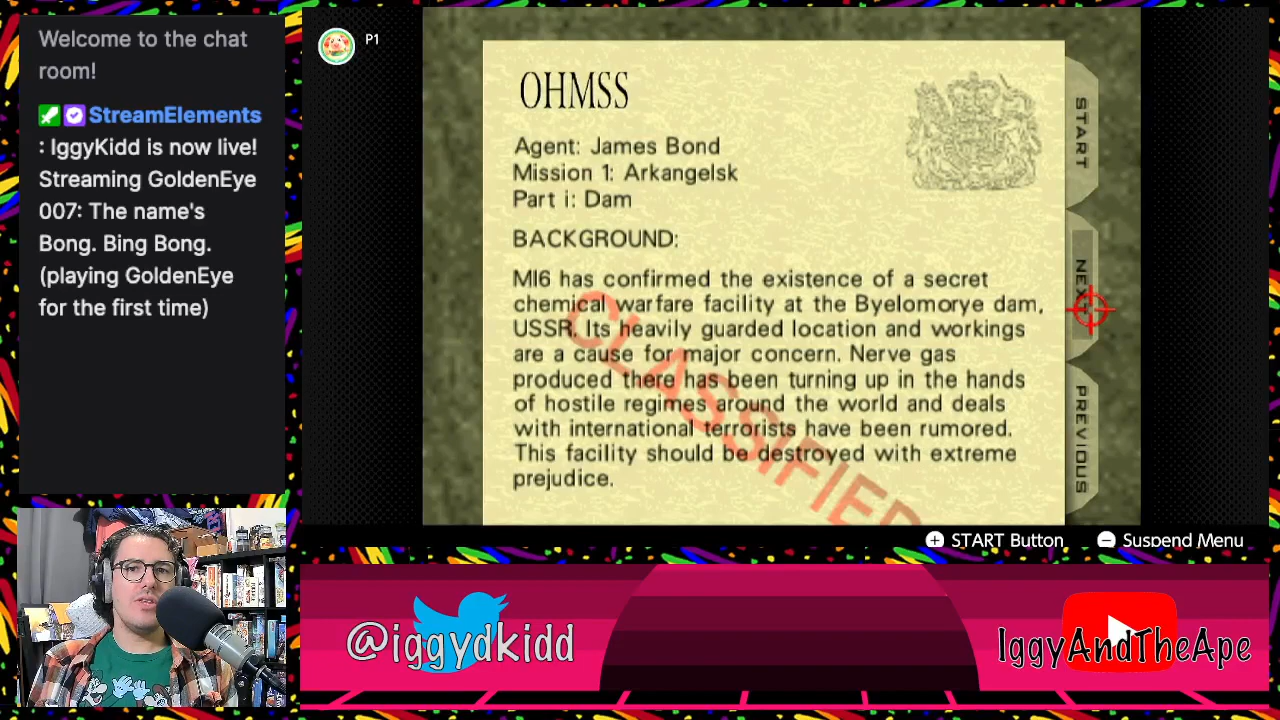 Welcome to the chat
room!
StreamElements
: IggyKidd is now live!
Streaming GoldenEye
007: The name's
Bong. Bing Bong.
(playing GoldenEye
for the first time)
P1
OHMSS
Agent: James Bond
Mission 1: Arkangelsk
Part i: Dam
BACKGROUND:
MI6 has confirmed the existence of a secret
chemical warfare facility at the Byelomorye dam,
USSR. Its heavily guarded location and workings
are a cause for major concern. Nerve gas
produced there has been turning up in the hands
of hostile regimes around the world and deals
with international terrorists have been rumored.
This facility should be destroyed with extreme
prejudice.
CLASSIFIED
START
NEXT
PREVIOUS
START Button
Suspend Menu
@iggydkidd
IggyAndTheApe